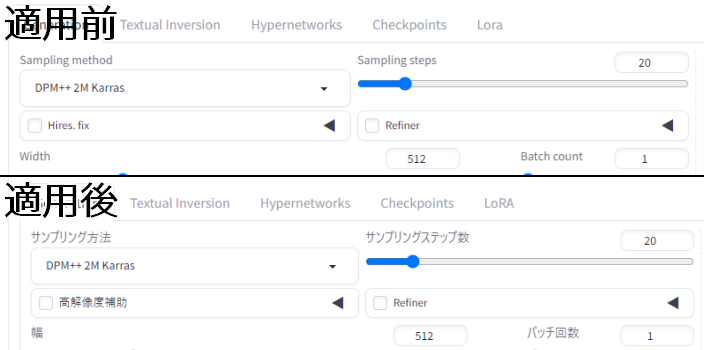 適用前
Textual Inversion Hypernetworks Checkpoints Lora
Sampling method Sampling steps 20
DPM++ 2M Karras
Hires. fix Refiner
Width 512 Batch count 1
適用後
Textual Inversion Hypernetworks Checkpoints LoRA
サンプリング方法 サンプリングステップ数 20
DPM++ 2M Karras
高解像度補助 Refiner
幅 512 バッチ回数 1